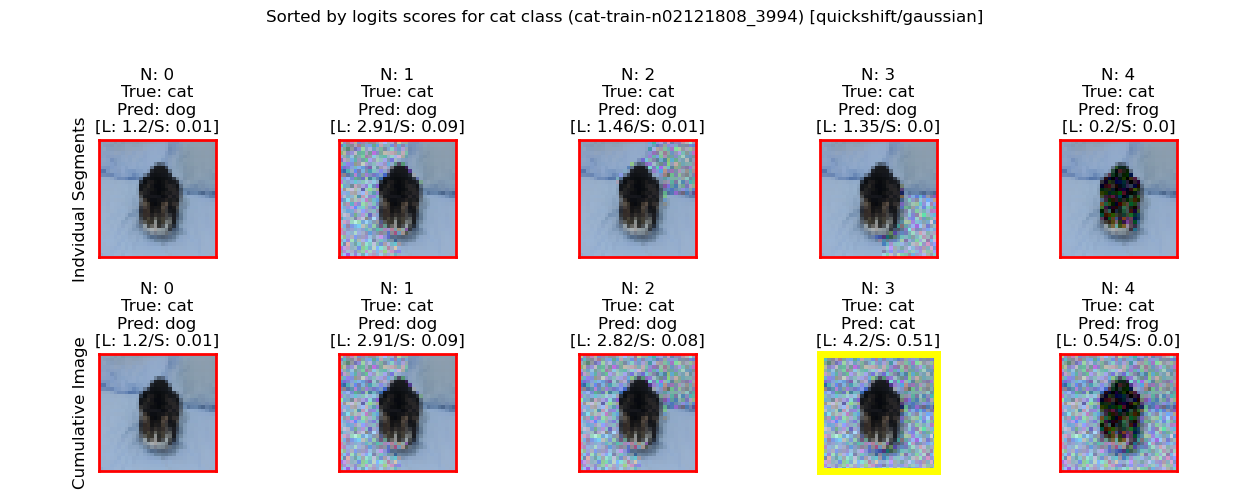 Sorted by logits scores for cat class (cat-train-n02121808_3994) [quickshift/gaussian]
Indvidual Segments
N: 0
True: cat
Pred: dog
[L: 1.2/S: 0.01]
N: 1
True: cat
Pred: dog
[L: 2.91/S: 0.09]
N: 2
True: cat
Pred: dog
[L: 1.46/S: 0.01]
N: 3
True: cat
Pred: dog
[L: 1.35/S: 0.0]
N: 4
True: cat
Pred: frog
[L: 0.2/S: 0.0]
Cumulative Image
N: 0
True: cat
Pred: dog
[L: 1.2/S: 0.01]
N: 1
True: cat
Pred: dog
[L: 2.91/S: 0.09]
N: 2
True: cat
Pred: dog
[L: 2.82/S: 0.08]
N: 3
True: cat
Pred: cat
[L: 4.2/S: 0.51]
N: 4
True: cat
Pred: frog
[L: 0.54/S: 0.0]